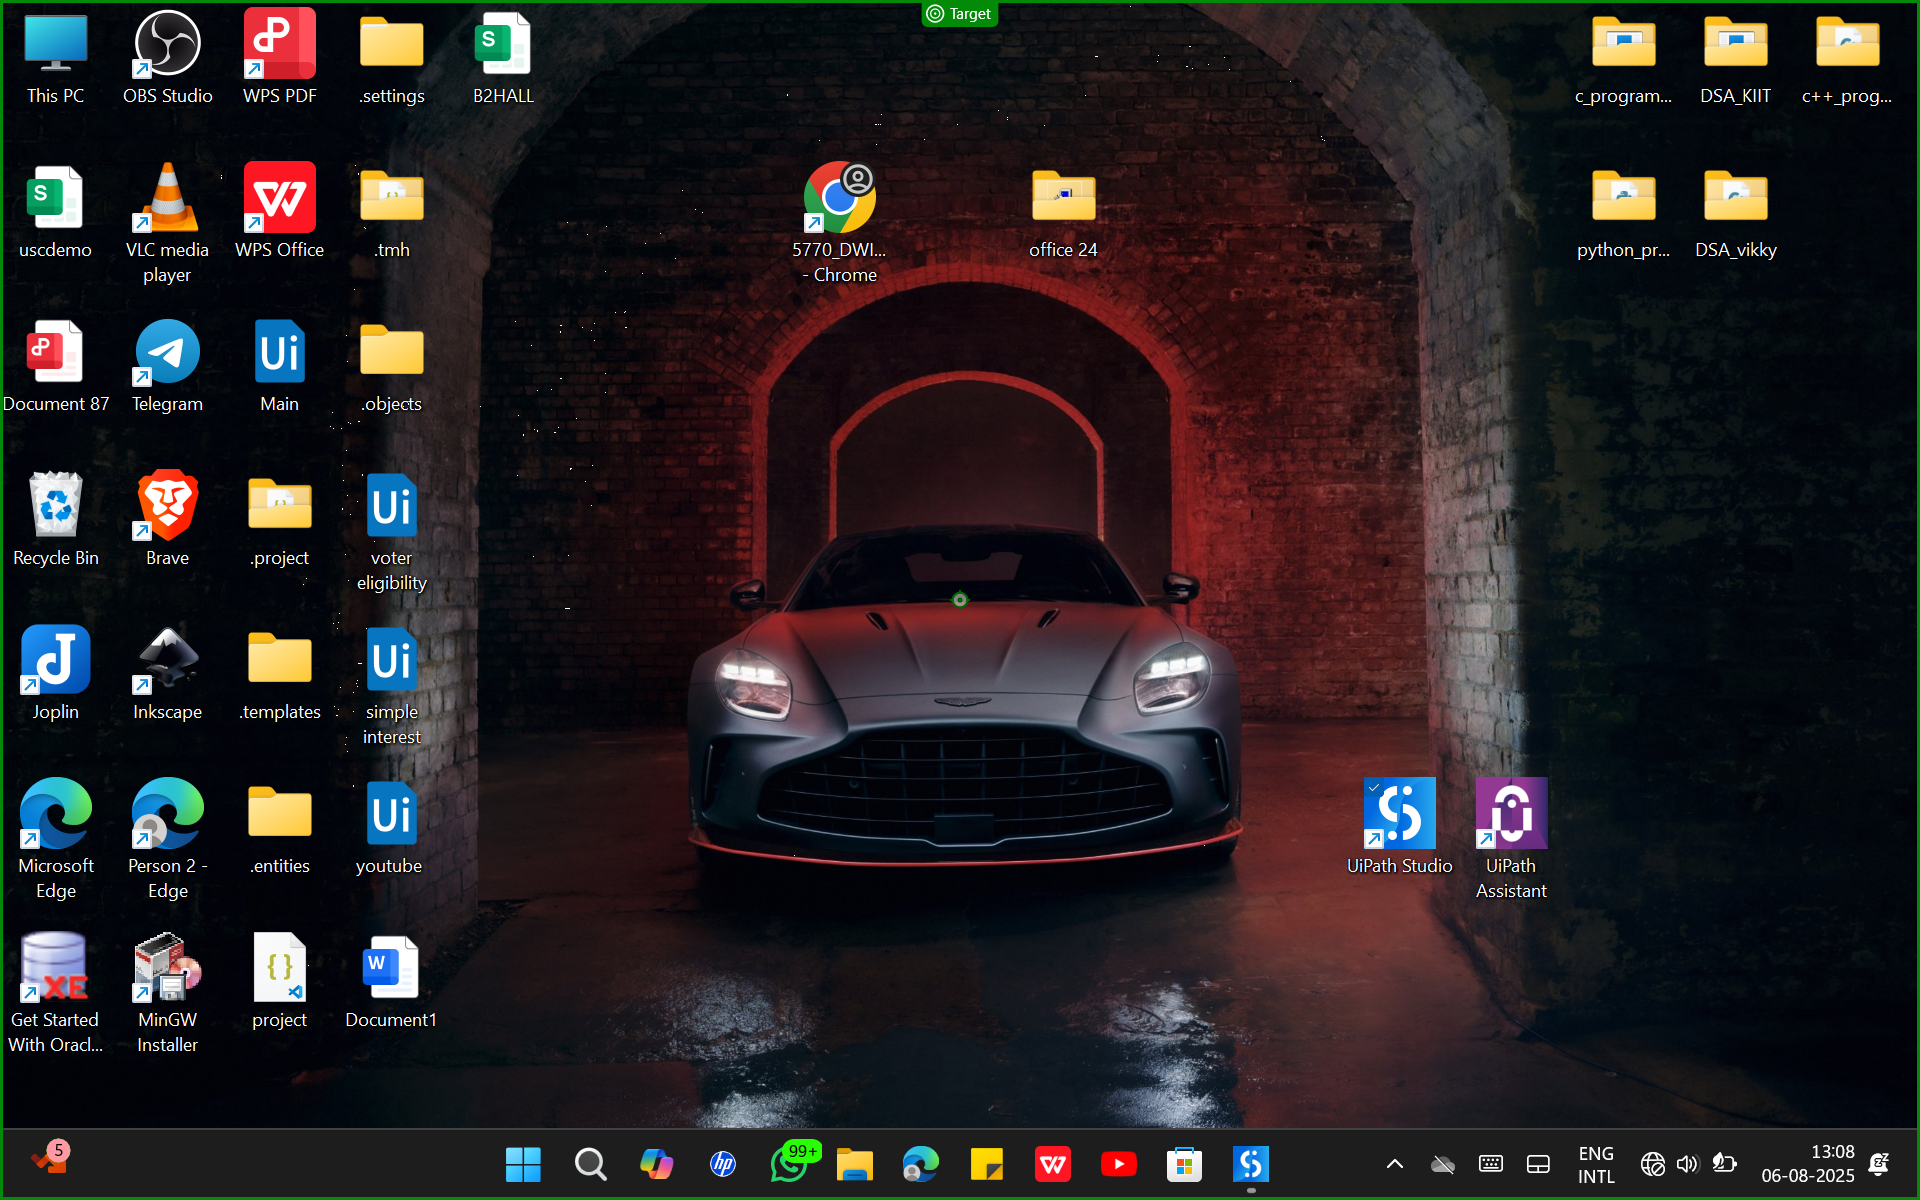 Target
This PC
OBS Studio
WPS PDF
.settings
B2HALL
c_program...
DSA_KIIT
c++_prog...
uscdemo
VLC media
player
WPS Office
.tmh
5770_DWI...
- Chrome
office 24
python_pr...
DSA_vikky
Document 87
Telegram
Main
.objects
Recycle Bin
Brave
.project
voter
eligibility
Joplin
Inkscape
.templates
simple
interest
Microsoft
Edge
Person 2 -
Edge
.entities
youtube
UiPath Studio
UiPath
Assistant
Get Started
With Oracl...
MinGW
Installer
project
Document1
5
99+
ENG
INTL
13:08
06-08-2025